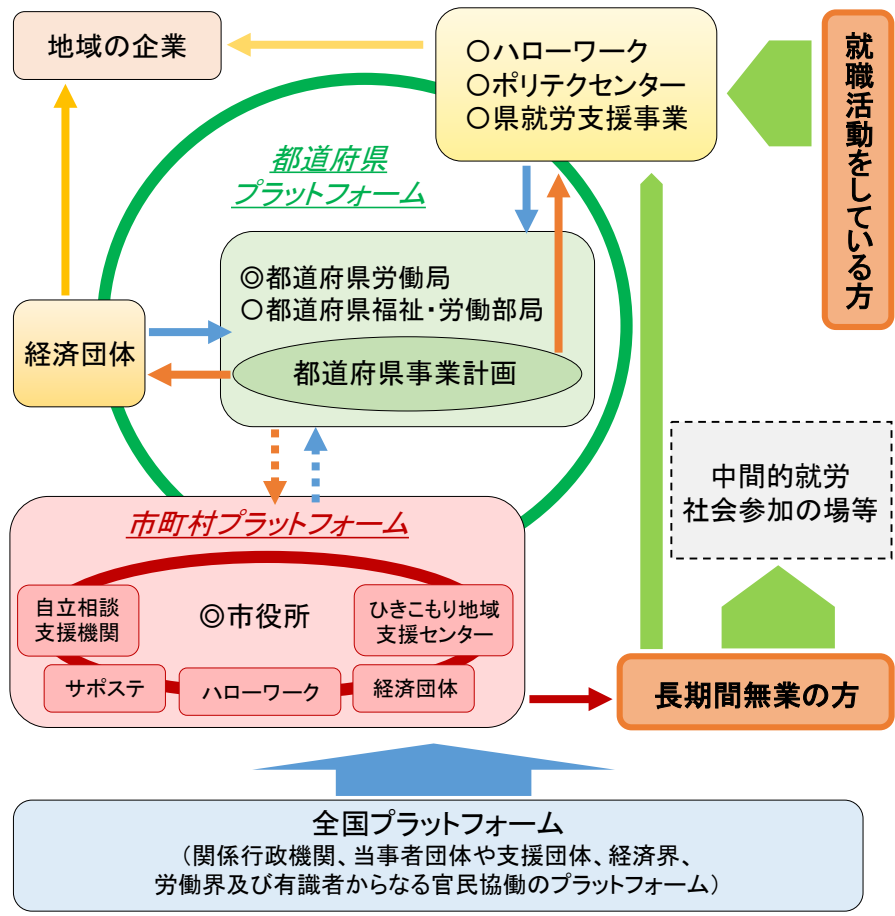 地域の企業
○ハローワーク
○ポリテクセンター
○県就労支援事業
就職活動をしている方
都道府県
プラットフォーム
◎都道府県労働局
○都道府県福祉・労働部局
都道府県事業計画
経済団体
中間的就労
社会参加の場等
市町村プラットフォーム
自立相談
支援機関
◎市役所
ひきこもり地域
支援センター
サポステ
ハローワーク
経済団体
長期間無業の方
全国プラットフォーム
（関係行政機関、当事者団体や支援団体、経済界、
労働界及び有識者からなる官民協働のプラットフォーム）